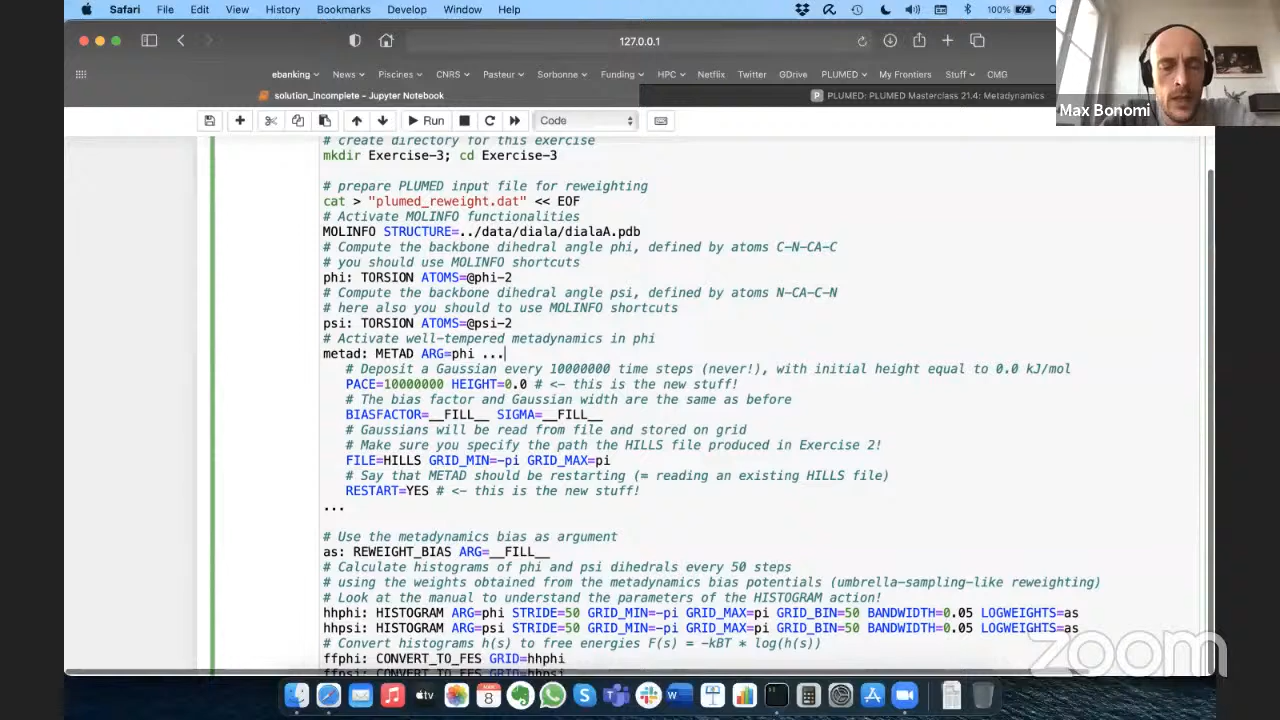 Safari File Edit View History Bookmarks Develop Window Help 100%
127.0.0.1
ebanking News Piscines CNRS Pasteur Sorbonne Funding HPC Netflix Twitter GDrive PLUMED My Frontiers Stuff CMG
solution_incomplete - Jupyter Notebook
PLUMED: PLUMED Masterclass 21.4: Metadynamics
Max Bonomi
Run Code
# create directory for this exercise
mkdir Exercise-3; cd Exercise-3
# prepare PLUMED input file for reweighting
cat > "plumed_reweight.dat" << EOF
# Activate MOLINFO functionalities
MOLINFO STRUCTURE=../data/diala/dialaA.pdb
# Compute the backbone dihedral angle phi, defined by atoms C-N-CA-C
# you should use MOLINFO shortcuts
phi: TORSION ATOMS=@phi-2
# Compute the backbone dihedral angle psi, defined by atoms N-CA-C-N
# here also you should to use MOLINFO shortcuts
psi: TORSION ATOMS=@psi-2
# Activate well-tempered metadynamics in phi
metad: METAD ARG=phi ...
# Deposit a Gaussian every 10000000 time steps (never!), with initial height equal to 0.0 kJ/mol
PACE=10000000 HEIGHT=0.0 # <- this is the new stuff!
# The bias factor and Gaussian width are the same as before
BIASFACTOR=__FILL__ SIGMA=__FILL__
# Gaussians will be read from file and stored on grid
# Make sure you specify the path the HILLS file produced in Exercise 2!
FILE=HILLS GRID_MIN=-pi GRID_MAX=pi
# Say that METAD should be restarting (= reading an existing HILLS file)
RESTART=YES # <- this is the new stuff!
...
# Use the metadynamics bias as argument
as: REWEIGHT_BIAS ARG=__FILL__
# Calculate histograms of phi and psi dihedrals every 50 steps
# using the weights obtained from the metadynamics bias potentials (umbrella-sampling-like reweighting)
# Look at the manual to understand the parameters of the HISTOGRAM action!
hhphi: HISTOGRAM ARG=phi STRIDE=50 GRID_MIN=-pi GRID_MAX=pi GRID_BIN=50 BANDWIDTH=0.05 LOGWEIGHTS=as
hhpsi: HISTOGRAM ARG=psi STRIDE=50 GRID_MIN=-pi GRID_MAX=pi GRID_BIN=50 BANDWIDTH=0.05 LOGWEIGHTS=as
# Convert histograms h(s) to free energies F(s) = -kBT * log(h(s))
ffphi: CONVERT_TO_FES GRID=hhphi
ffpsi: CONVERT_TO_FES GRID=hhpsi
zoom